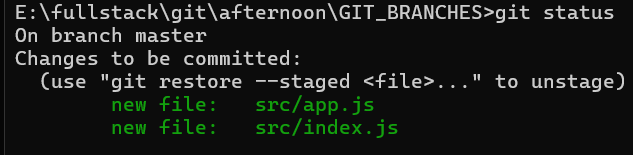 E:\fullstack\git\afternoon\GIT_BRANCHES>git status
On branch master
Changes to be committed:
  (use "git restore --staged <file>..." to unstage)
        new file:   src/app.js
        new file:   src/index.js